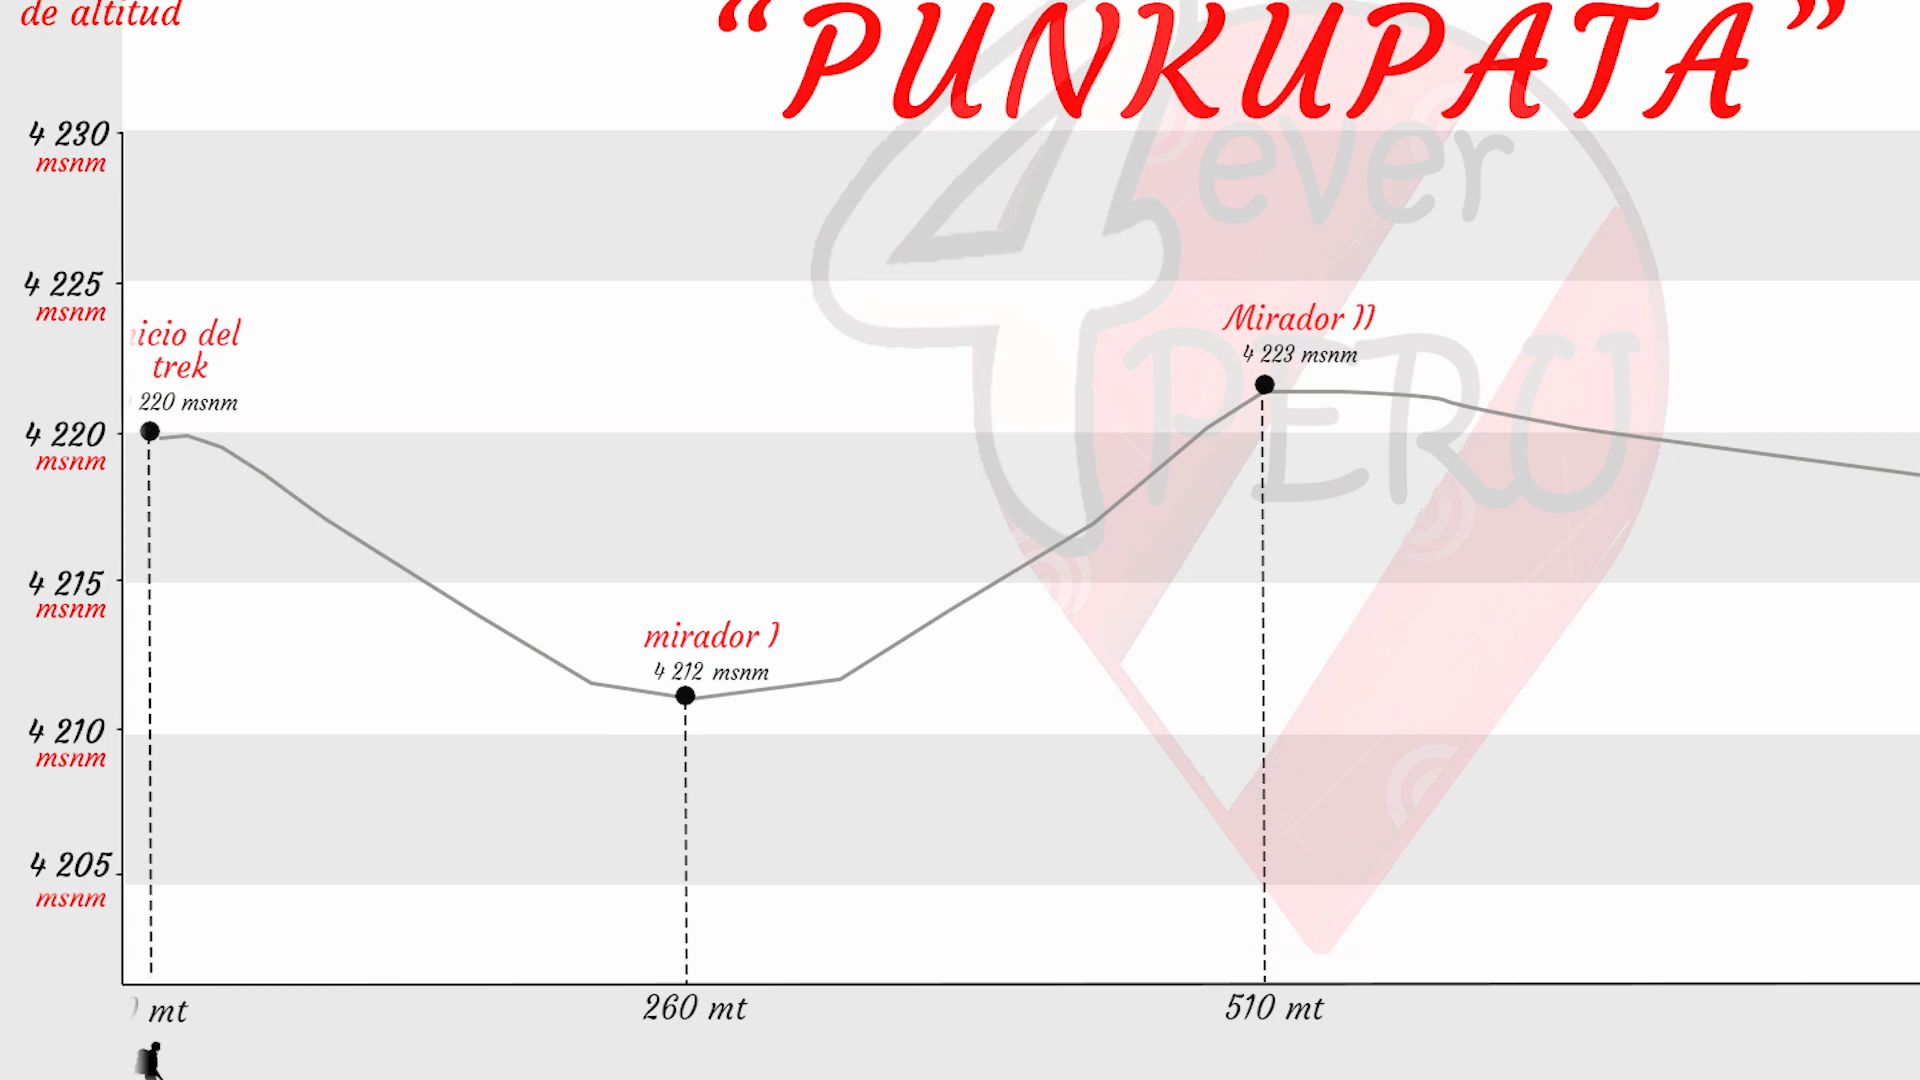 de altitud
“PUNKUPATA”
4 230
msnm
4ever
PERU
4 225
msnm
icio del
trek
220 msnm
Mirador II
4 223 msnm
4 220
msnm
4 215
msnm
mirador I
4 212 msnm
4 210
msnm
4 205
msnm
mt
260 mt
510 mt